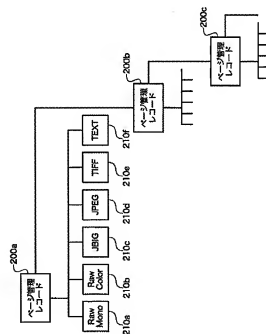 200a
ページ管理
レコード
Raw
Mono
210a
Raw
Color
210b
JBIG
210c
JPEG
210d
TIFF
210e
TEXT
210f
200b
ページ管理
レコード
200c
ページ管理
レコード